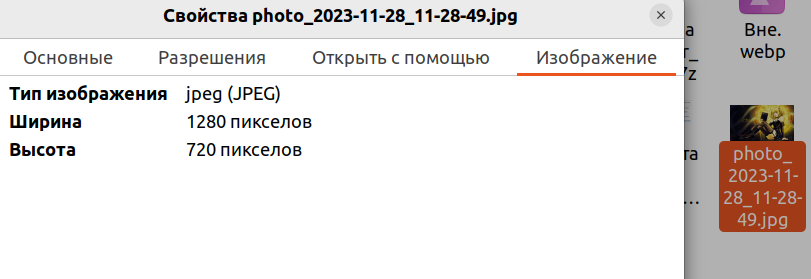 Свойства photo_2023-11-28_11-28-49.jpg
Основные
Разрешения
Открыть с помощью
Изображение
Тип изображения jpeg (JPEG)
Ширина 1280 пикселов
Высота 720 пикселов
Вне.
webp
photo_
2023-11-
28_11-28-
49.jpg